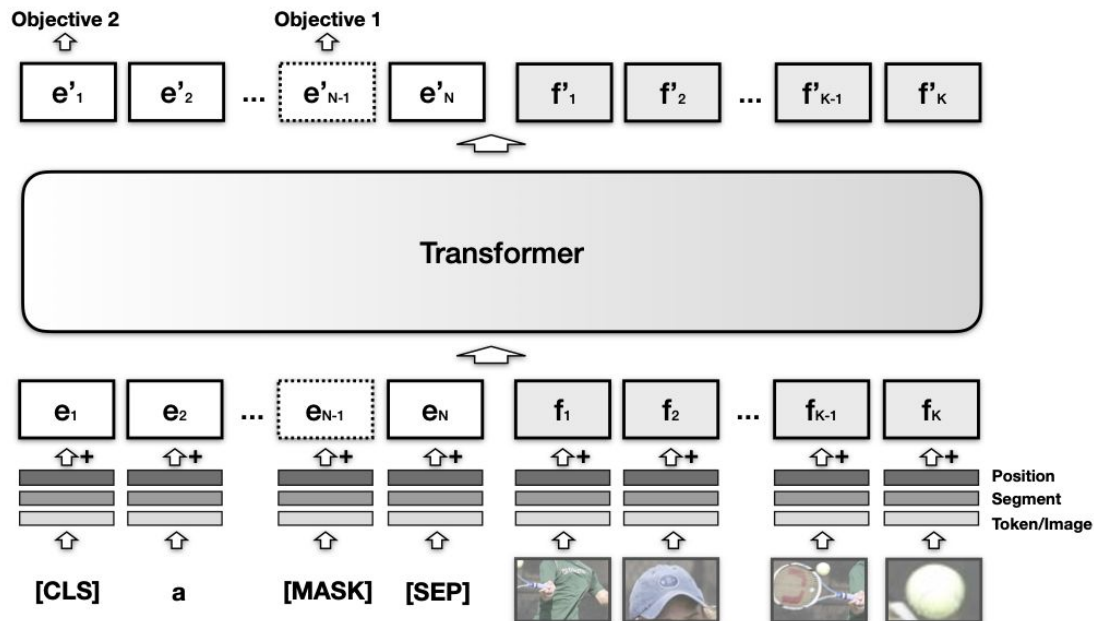 Objective 2 Objective 1
e'1 e'2 ... e'N-1 e'N f'1 f'2 ... f'K-1 f'K
Transformer
e1 e2 ... eN-1 eN f1 f2 ... fK-1 fK
+ + + + + + + +
Position
Segment
Token/Image
[CLS] a [MASK] [SEP]